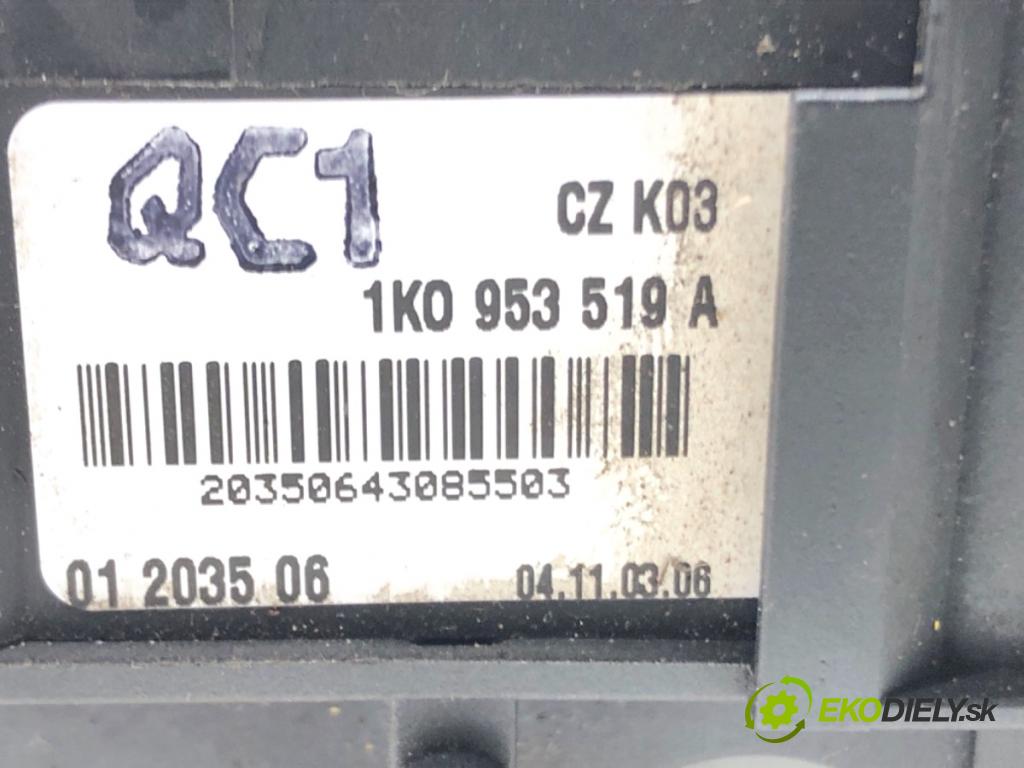 QC1
CZ K03
1K0 953 519 A
20350643085503
01 2035 06
04.11.03.06
EKODIELY.sk